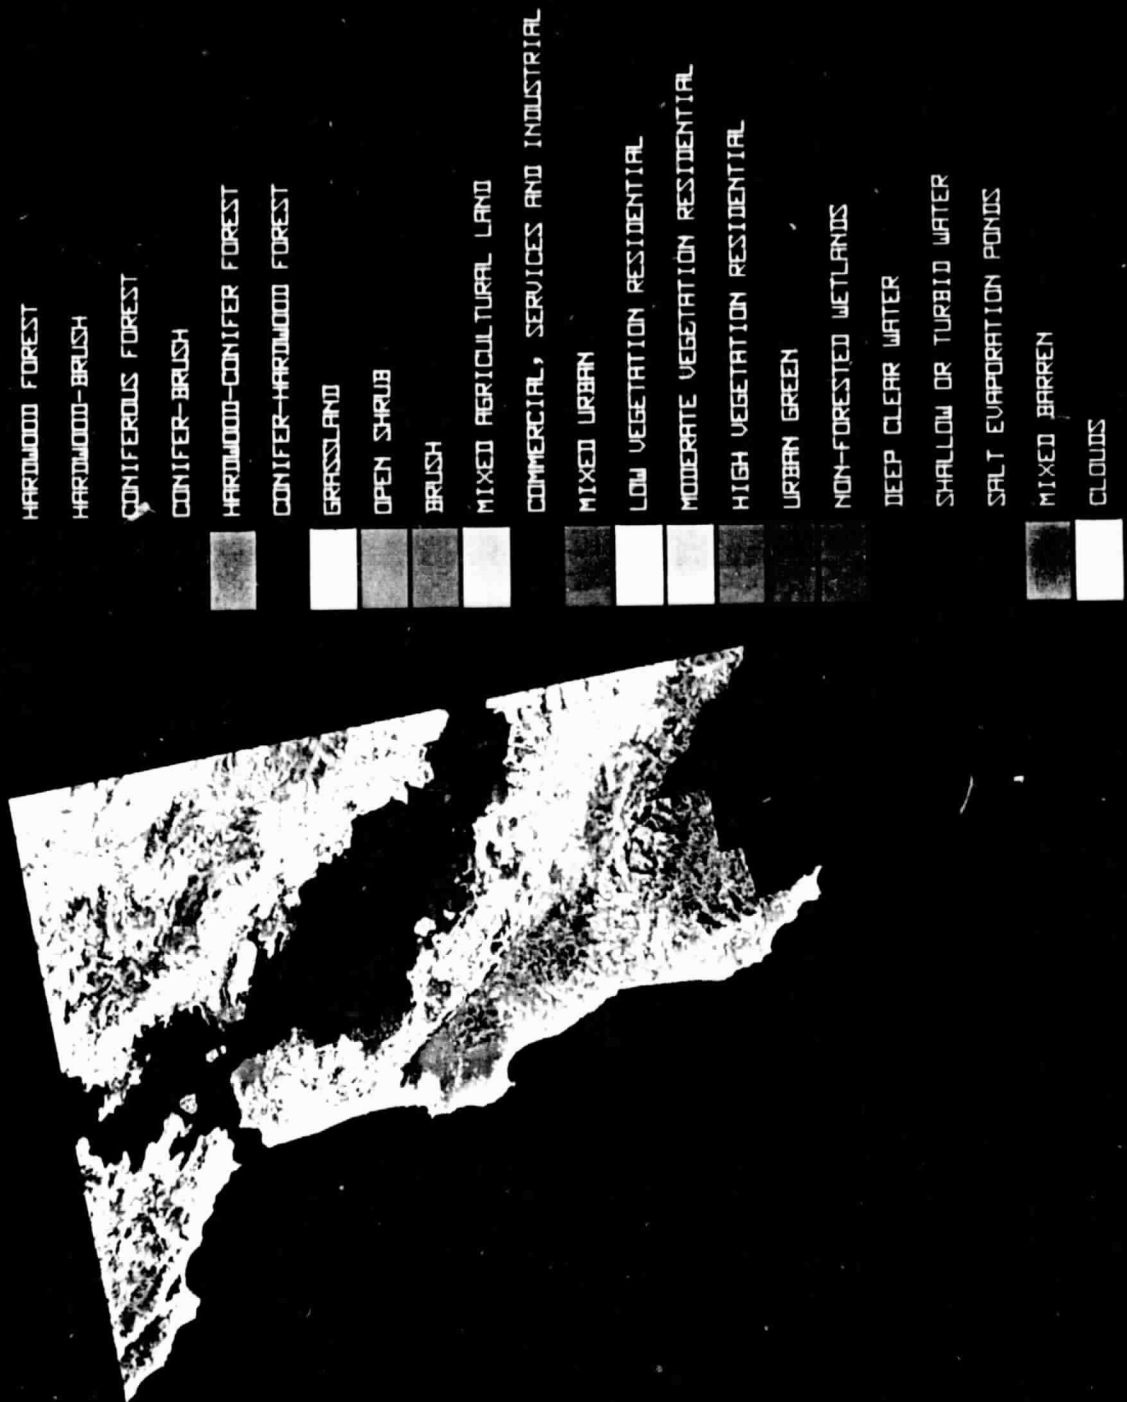 HARDWOOD FOREST
HARDWOOD-BRUSH
CONIFEROUS FOREST
CONIFER-BRUSH
HARDWOOD-CONIFER FOREST
CONIFER-HARDWOOD FOREST
GRASSLAND
OPEN SHRUB
BRUSH
MIXED AGRICULTURAL LAND
COMMERCIAL, SERVICES AND INDUSTRIAL
MIXED URBAN
LOW VEGETATION RESIDENTIAL
MODERATE VEGETATION RESIDENTIAL
HIGH VEGETATION RESIDENTIAL
URBAN GREEN
NON-FORESTED WETLANDS
DEEP CLEAR WATER
SHALLOW OR TURBID WATER
SALT EVAPORATION PONDS
MIXED BARREN
CLOUDS